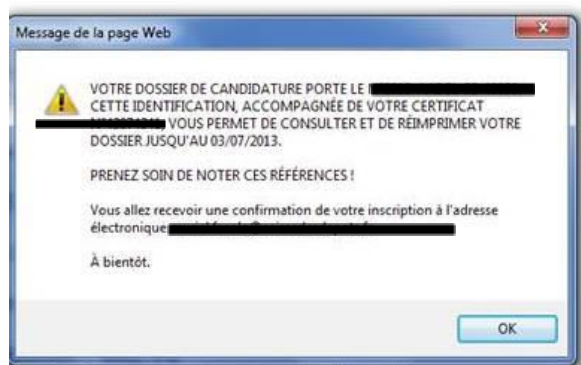 Message de la page Web
VOTRE DOSSIER DE CANDIDATURE PORTE LE
CETTE IDENTIFICATION, ACCOMPAGNÉE DE VOTRE CERTIFICAT
, VOUS PERMET DE CONSULTER ET DE RÉIMPRIMER VOTRE
DOSSIER JUSQU'AU 03/07/2013.
PRENEZ SOIN DE NOTER CES RÉFÉRENCES !
Vous allez recevoir une confirmation de votre inscription à l'adresse
électronique
À bientôt.
OK